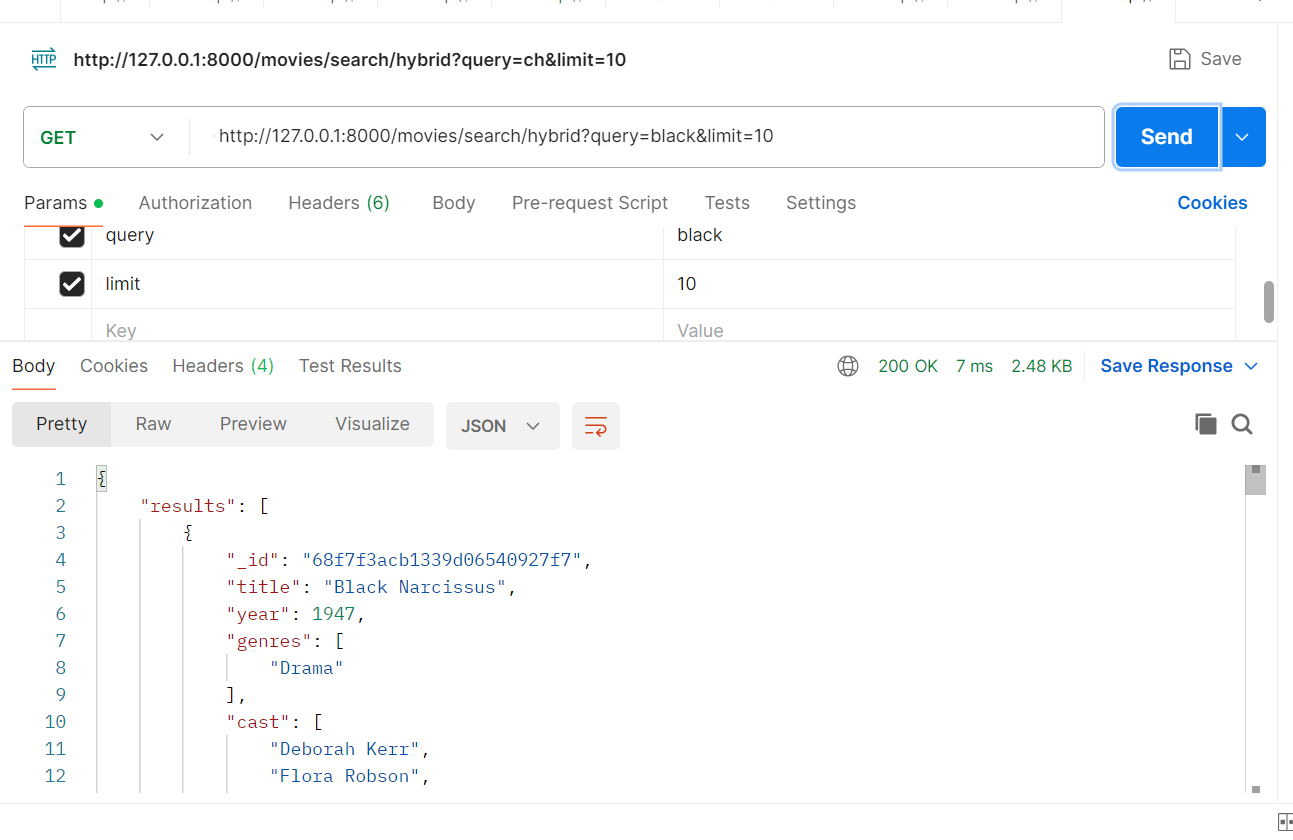 HTTP http://127.0.0.1:8000/movies/search/hybrid?query=ch&limit=10 Save
GET http://127.0.0.1:8000/movies/search/hybrid?query=black&limit=10 Send
Params Authorization Headers (6) Body Pre-request Script Tests Settings Cookies
query black
limit 10
Key Value
Body Cookies Headers (4) Test Results 200 OK 7 ms 2.48 KB Save Response
Pretty Raw Preview Visualize JSON
1 {
2 "results": [
3 {
4 "_id": "68f7f3acb1339d06540927f7",
5 "title": "Black Narcissus",
6 "year": 1947,
7 "genres": [
8 "Drama"
9 ],
10 "cast": [
11 "Deborah Kerr",
12 "Flora Robson",